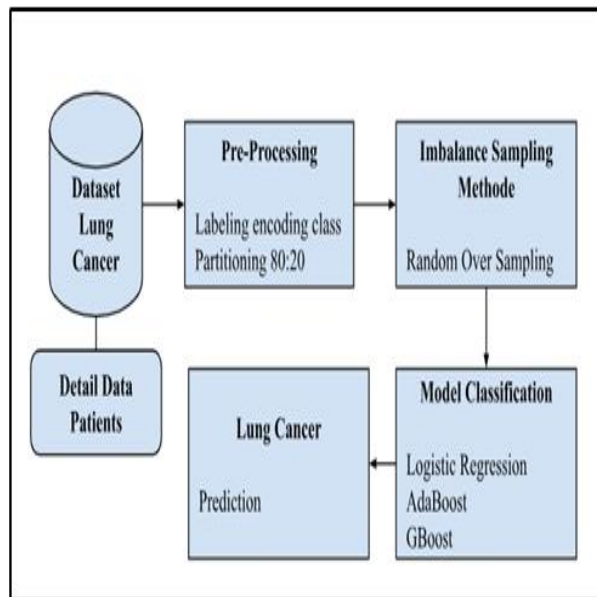 Dataset
Lung
Cancer
Detail Data
Patients
Pre-Processing
Labeling encoding class
Partitioning 80:20
Imbalance Sampling
Methode
Random Over Sampling
Model Classification
Logistic Regression
AdaBoost
GBoost
Lung Cancer
Prediction